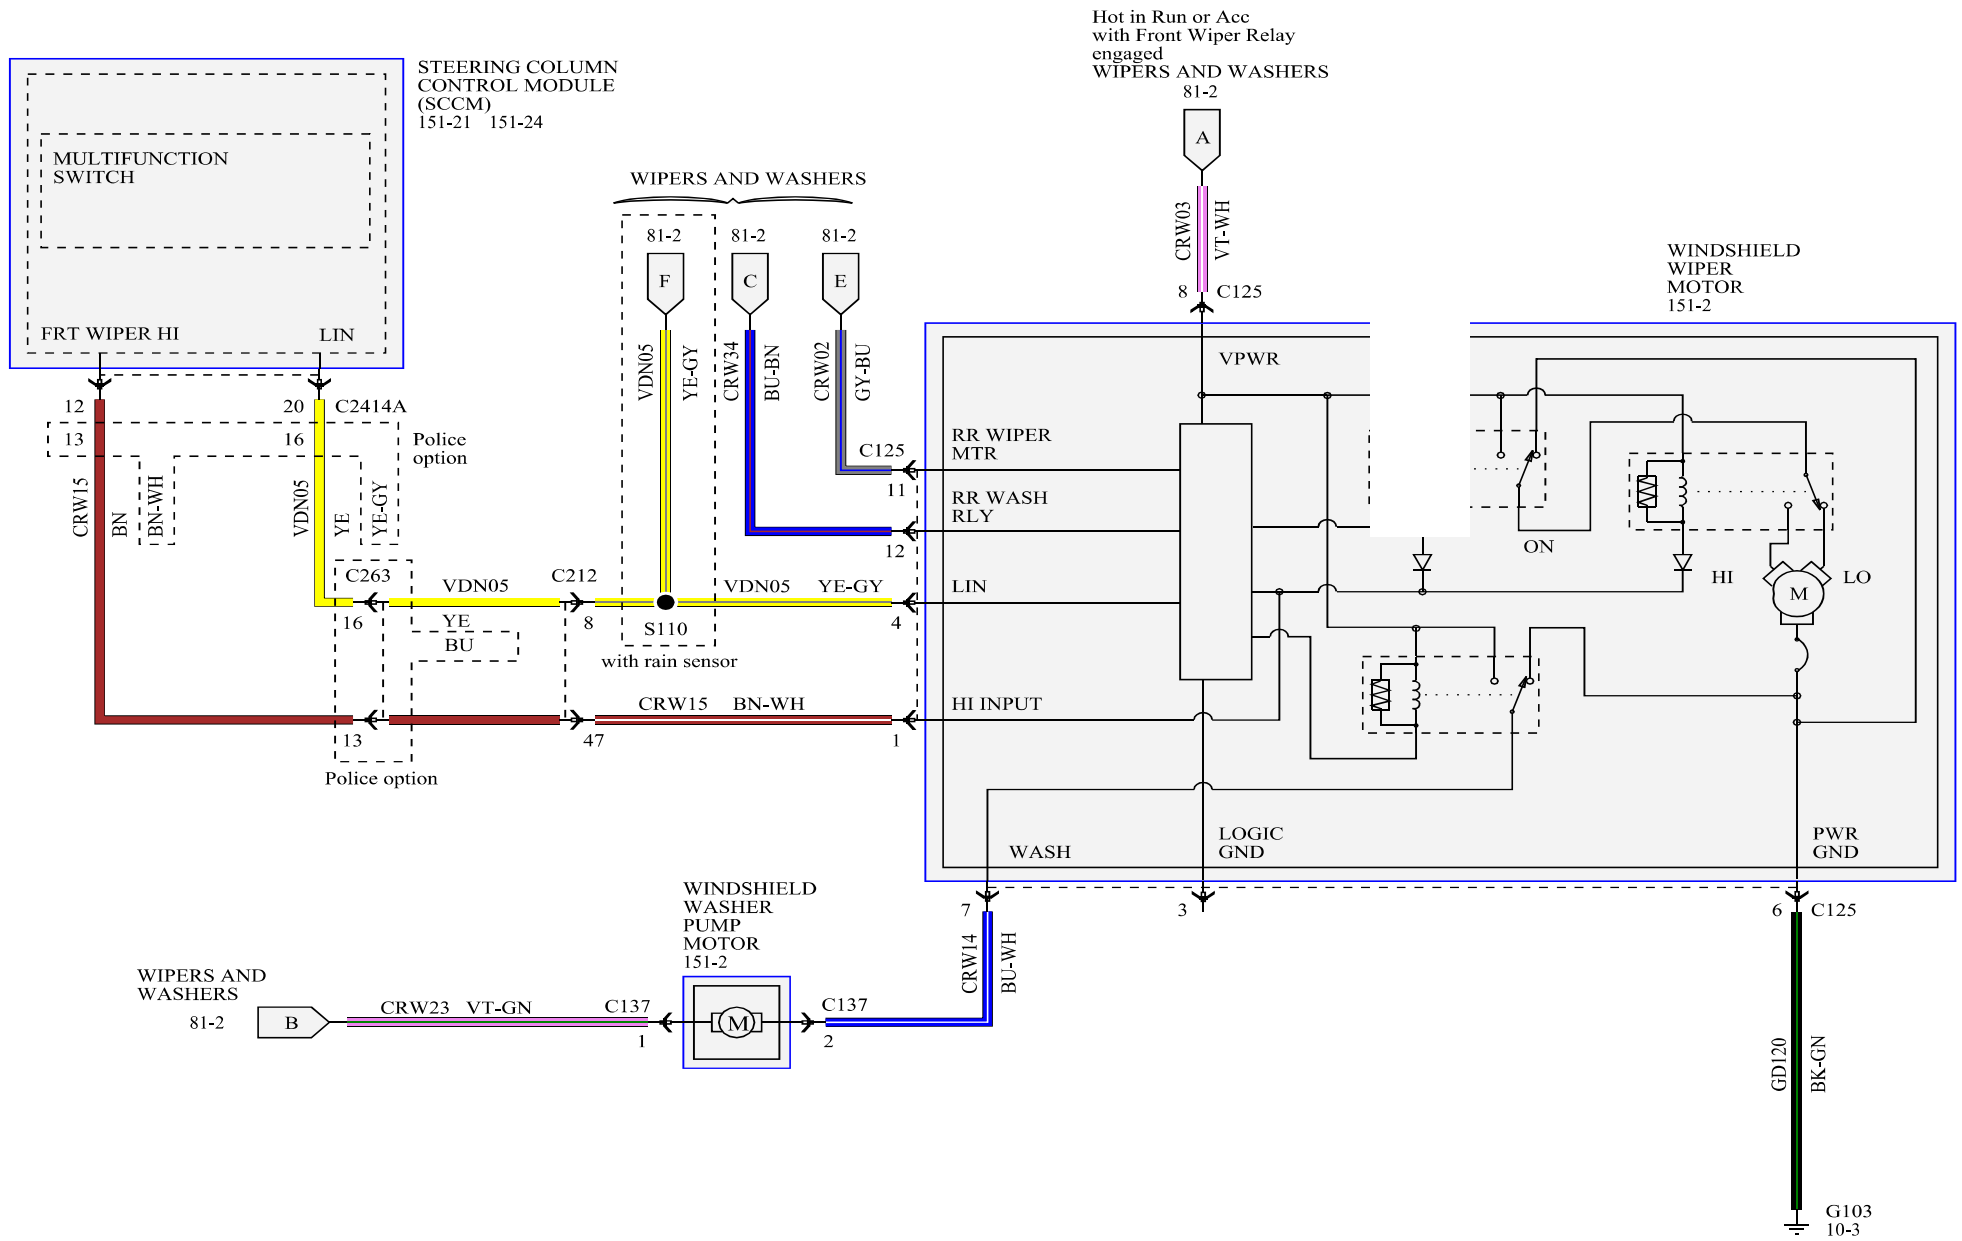 Hot in Run or Acc
with Front Wiper Relay
engaged
WIPERS AND WASHERS
81-2
A
CRW03
VT-WH
8
C125
STEERING COLUMN
CONTROL MODULE
(SCCM)
151-21 151-24
MULTIFUNCTION
SWITCH
FRT WIPER HI
LIN
12
20
C2414A
13
16
Police
option
CRW15
BN
BN-WH
VDN05
YE
YE-GY
WIPERS AND WASHERS
81-2
81-2
81-2
F
C
E
VDN05
YE-GY
CRW34
BU-BN
CRW02
GY-BU
C125
11
12
C263
VDN05
C212
VDN05
YE-GY
16
YE
8
S110
4
BU
with rain sensor
CRW15
BN-WH
13
47
1
Police option
WINDSHIELD
WIPER
MOTOR
151-2
VPWR
RR WIPER
MTR
RR WASH
RLY
LIN
HI INPUT
ON
HI
LO
M
WASH
LOGIC
GND
PWR
GND
7
3
6
C125
CRW14
BU-WH
WINDSHIELD
WASHER
PUMP
MOTOR
151-2
WIPERS AND
WASHERS
81-2
B
CRW23
VT-GN
C137
1
M
C137
2
GD120
BK-GN
G103
10-3